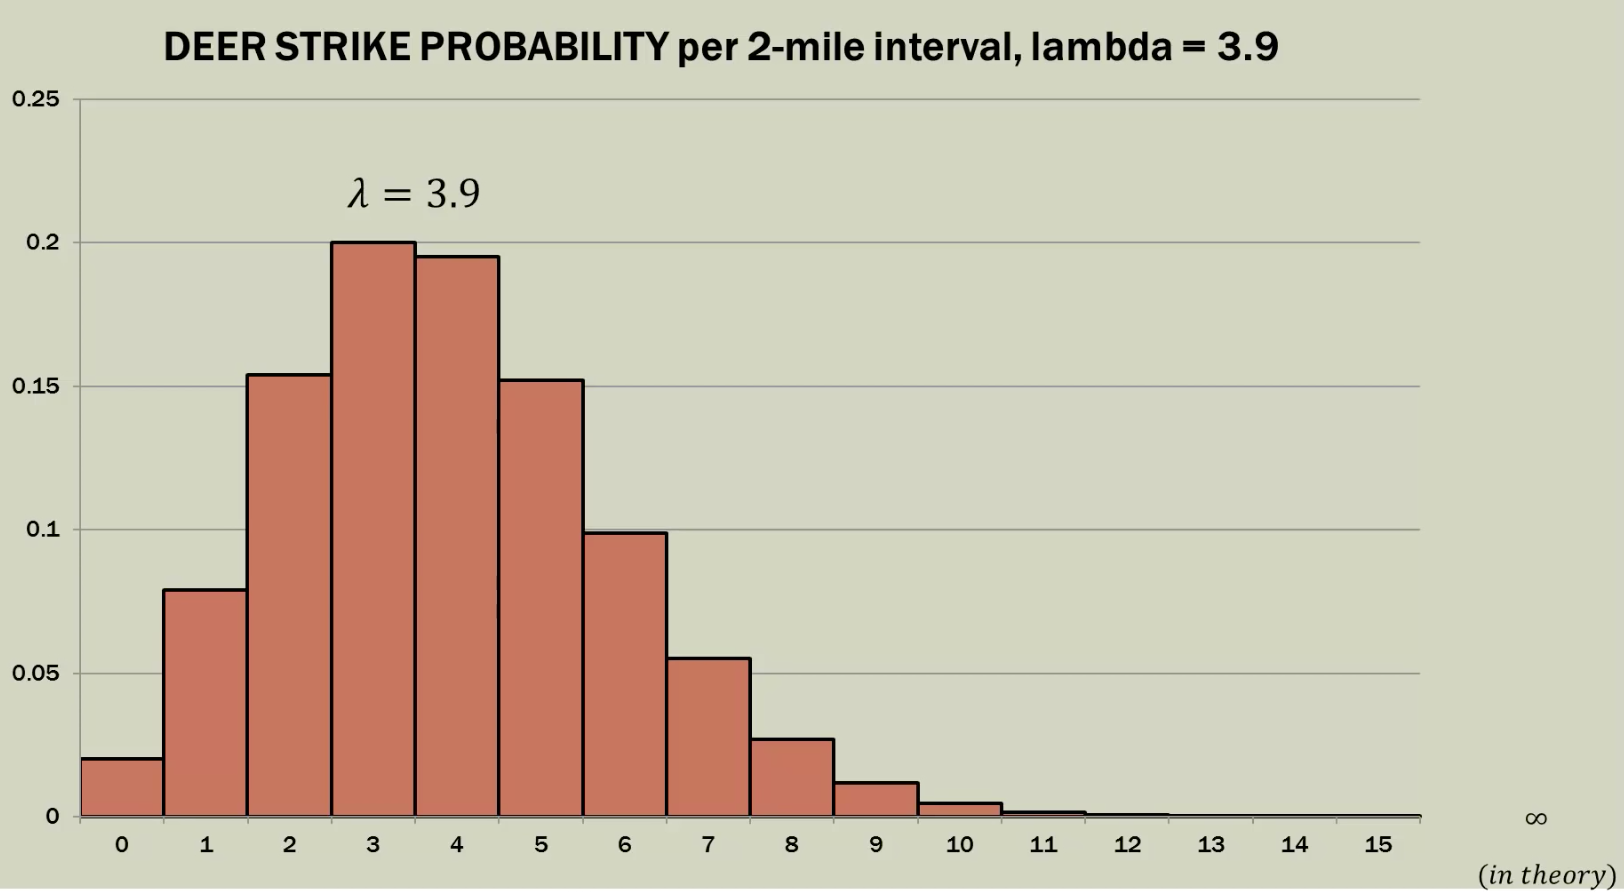 DEER STRIKE PROBABILITY per 2-mile interval, lambda = 3.9
0.25
λ = 3.9
0.2
0.15
0.1
0.05
0
0 1 2 3 4 5 6 7 8 9 10 11 12 13 14 15
∞
(in theory)